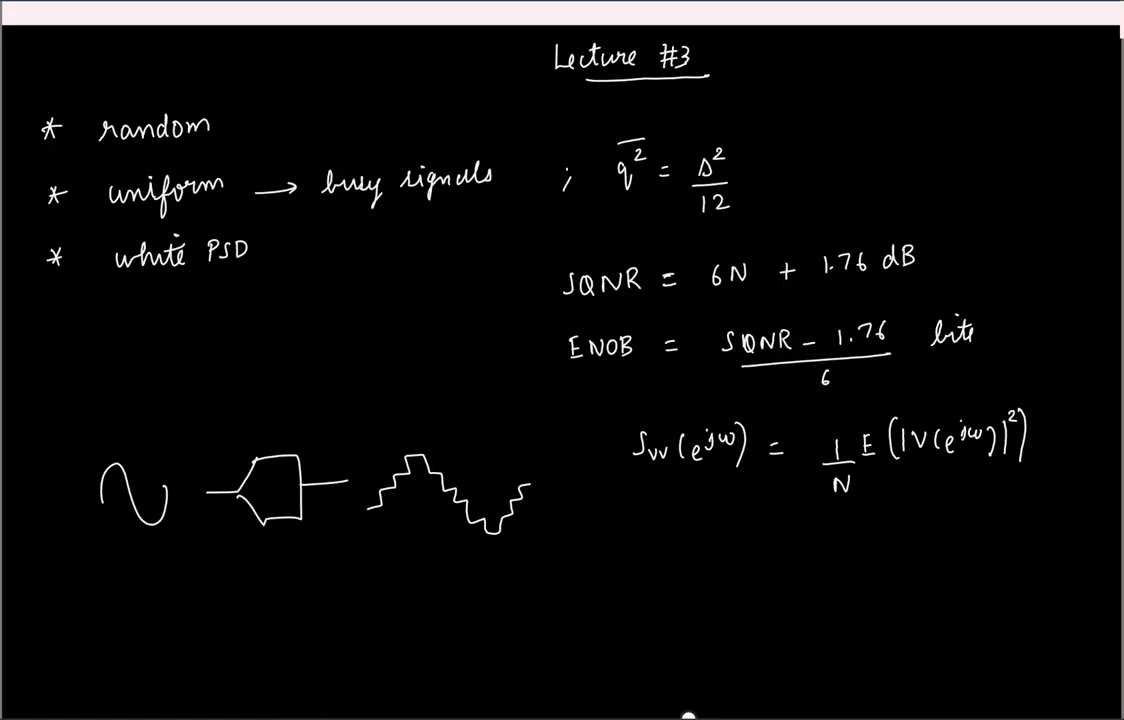 Lecture #3
* random
* uniform → busy signals ; q̅²̅ = Δ²/12
* white PSD
SQNR = 6N + 1.76 dB
ENOB = (SQNR - 1.76)/6 bits
S_vv(e^{jω}) = 1/N E(|V(e^{jω})|²)